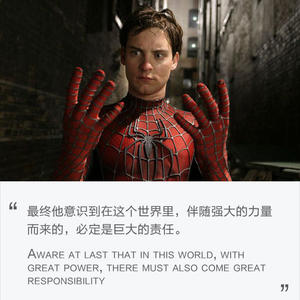 “
最终他意识到在这个世界里，伴随强大的力量
而来的，必定是巨大的责任。
Aware at last that in this world, with
great power, there must also come great
responsibility
”